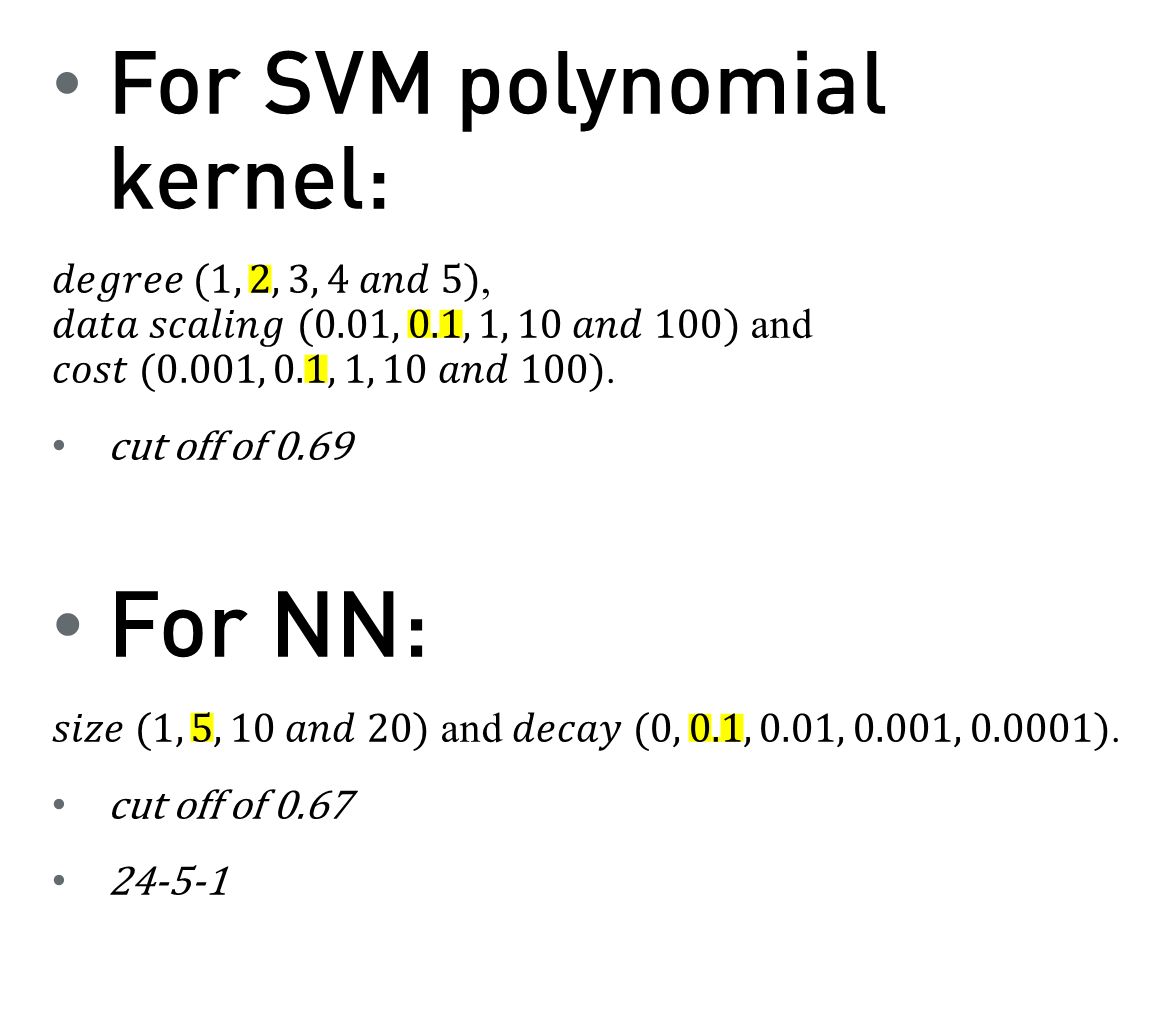 • For SVM polynomial
kernel:
degree (1, 2, 3, 4 and 5),
data scaling (0.01, 0.1, 1, 10 and 100) and
cost (0.001, 0.1, 1, 10 and 100).
• cut off of 0.69
• For NN:
size (1, 5, 10 and 20) and decay (0, 0.1, 0.01, 0.001, 0.0001).
• cut off of 0.67
• 24-5-1